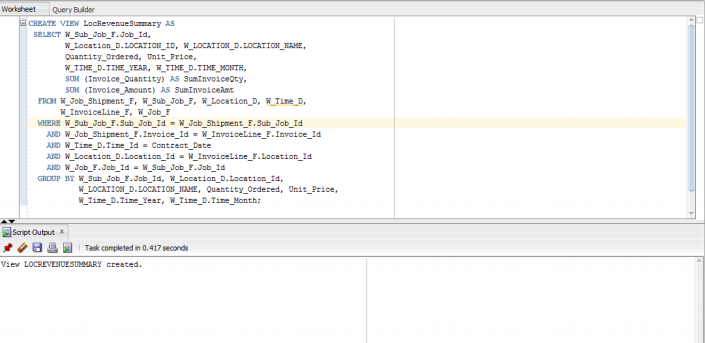 Worksheet Query Builder
CREATE VIEW LocRevenueSummary AS
SELECT W_Sub_Job_F.Job_Id,
W_Location_D.LOCATION_ID, W_LOCATION_D.LOCATION_NAME,
Quantity_Ordered, Unit_Price,
W_TIME_D.TIME_YEAR, W_TIME_D.TIME_MONTH,
SUM (Invoice_Quantity) AS SumInvoiceQty,
SUM (Invoice_Amount) AS SumInvoiceAmt
FROM W_Job_Shipment_F, W_Sub_Job_F, W_Location_D, W_Time_D,
W_InvoiceLine_F, W_Job_F
WHERE W_Sub_Job_F.Sub_Job_Id = W_Job_Shipment_F.Sub_Job_Id
AND W_Job_Shipment_F.Invoice_Id = W_InvoiceLine_F.Invoice_Id
AND W_Time_D.Time_Id = Contract_Date
AND W_Location_D.Location_Id = W_InvoiceLine_F.Location_Id
AND W_Job_F.Job_Id = W_Sub_Job_F.Job_Id
GROUP BY W_Sub_Job_F.Job_Id, W_Location_D.Location_Id,
W_LOCATION_D.LOCATION_NAME, Quantity_Ordered, Unit_Price,
W_Time_D.Time_Year, W_Time_D.Time_Month;
Script Output x
Task completed in 0.417 seconds
View LOCREVENUESUMMARY created.